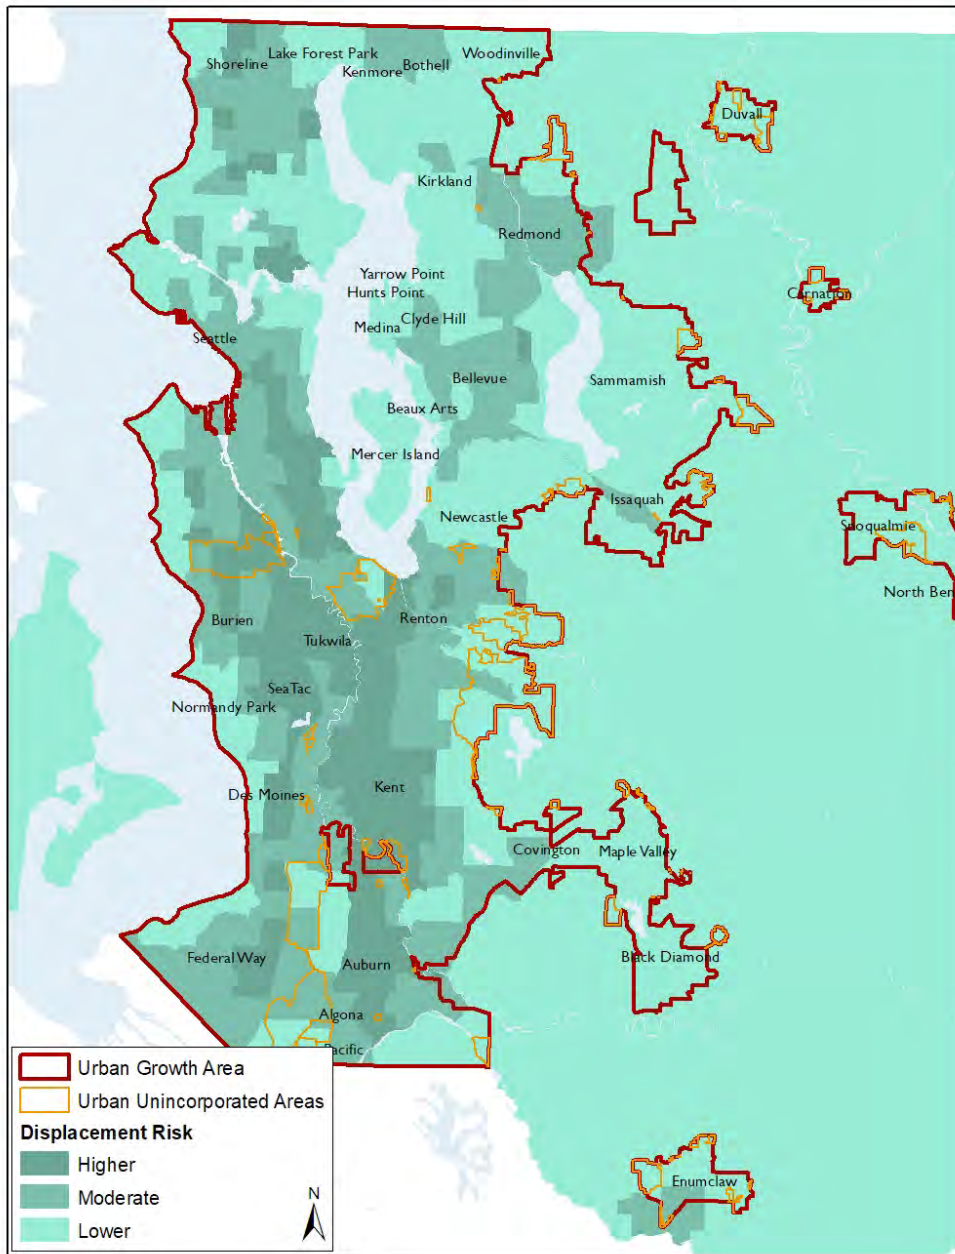 Lake Forest Park
Woodinville
Shoreline
Kenmore
Bothell
Duvall
Kirkland
Redmond
Yarrow Point
Hunts Point
Carnation
Medina
Clyde Hill
Seattle
Bellevue
Sammamish
Beaux Arts
Mercer Island
Issaquah
Newcastle
Snoqualmie
North Ben
Burien
Renton
Tukwila
SeaTac
Normandy Park
Kent
Des Moines
Covington
Maple Valley
Federal Way
Auburn
Black Diamond
Algona
Pacific
Urban Growth Area
Urban Unincorporated Areas
Displacement Risk
Higher
Moderate
Lower
N
Enumclaw